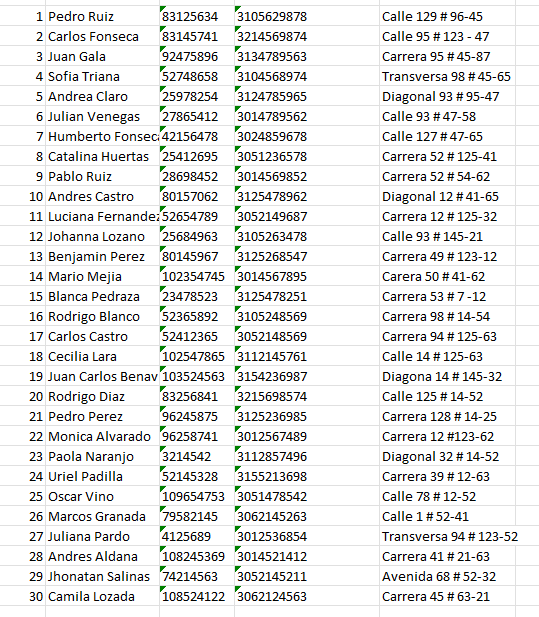 1 Pedro Ruiz 83125634 3105629878 Calle 129 # 96-45
2 Carlos Fonseca 83145741 3214569874 Calle 95 # 123 - 47
3 Juan Gala 92475896 3134789563 Carrera 95 # 45-87
4 Sofia Triana 52748658 3104568974 Transversa 98 # 45-65
5 Andrea Claro 25978254 3124785965 Diagonal 93 # 95-47
6 Julian Venegas 27865412 3014789562 Calle 93 # 47-58
7 Humberto Fonseca 42156478 3024859678 Calle 127 # 47-65
8 Catalina Huertas 25412695 3051236578 Carrera 52 # 125-41
9 Pablo Ruiz 28698452 3014569852 Carrera 52 # 54-62
10 Andres Castro 80157062 3125478962 Diagonal 12 # 41-65
11 Luciana Fernandez 52654789 3052149687 Carrera 12 # 125-32
12 Johanna Lozano 25684963 3105263478 Calle 93 # 145-21
13 Benjamin Perez 80145967 3125268547 Carrera 49 # 123-12
14 Mario Mejia 102354745 3014567895 Carera 50 # 41-62
15 Blanca Pedraza 23478523 3125478251 Carrera 53 # 7 -12
16 Rodrigo Blanco 52365892 3105248569 Carrera 98 # 14-54
17 Carlos Castro 52412365 3052148569 Carrera 94 # 125-63
18 Cecilia Lara 102547865 3112145761 Calle 14 # 125-63
19 Juan Carlos Benav 103524563 3154236987 Diagona 14 # 145-32
20 Rodrigo Diaz 83256841 3215698574 Calle 125 # 14-52
21 Pedro Perez 96245875 3125236985 Carrera 128 # 14-25
22 Monica Alvarado 96258741 3012567489 Carrera 12 #123-62
23 Paola Naranjo 3214542 3112857496 Diagonal 32 # 14-52
24 Uriel Padilla 52145328 3155213698 Carrera 39 # 12-63
25 Oscar Vino 109654753 3051478542 Calle 78 # 12-52
26 Marcos Granada 79582145 3062145263 Calle 1 # 52-41
27 Juliana Pardo 4125689 3012536854 Transversa 94 # 123-52
28 Andres Aldana 108245369 3014521412 Carrera 41 # 21-63
29 Jhonatan Salinas 74214563 3052145211 Avenida 68 # 52-32
30 Camila Lozada 108524122 3062124563 Carrera 45 # 63-21